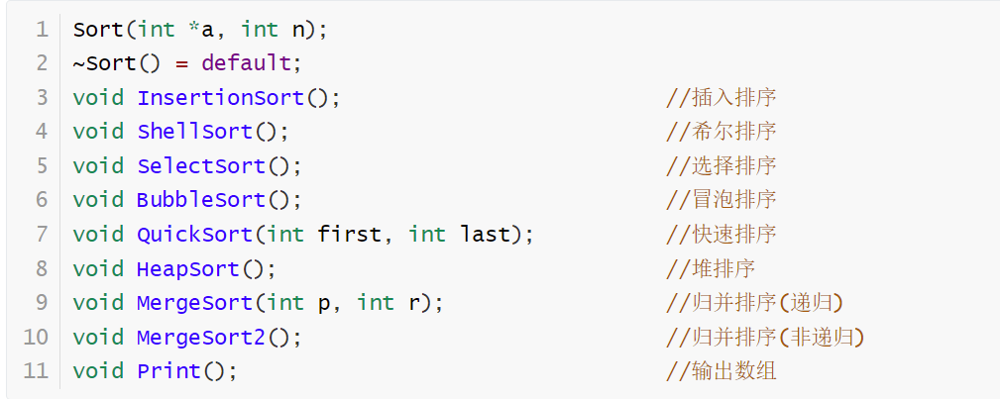 1 Sort(int *a, int n);
2 ~Sort() = default;
3 void InsertionSort(); //插入排序
4 void ShellSort(); //希尔排序
5 void SelectSort(); //选择排序
6 void BubbleSort(); //冒泡排序
7 void QuickSort(int first, int last); //快速排序
8 void HeapSort(); //堆排序
9 void MergeSort(int p, int r); //归并排序(递归)
10 void MergeSort2(); //归并排序(非递归)
11 void Print(); //输出数组